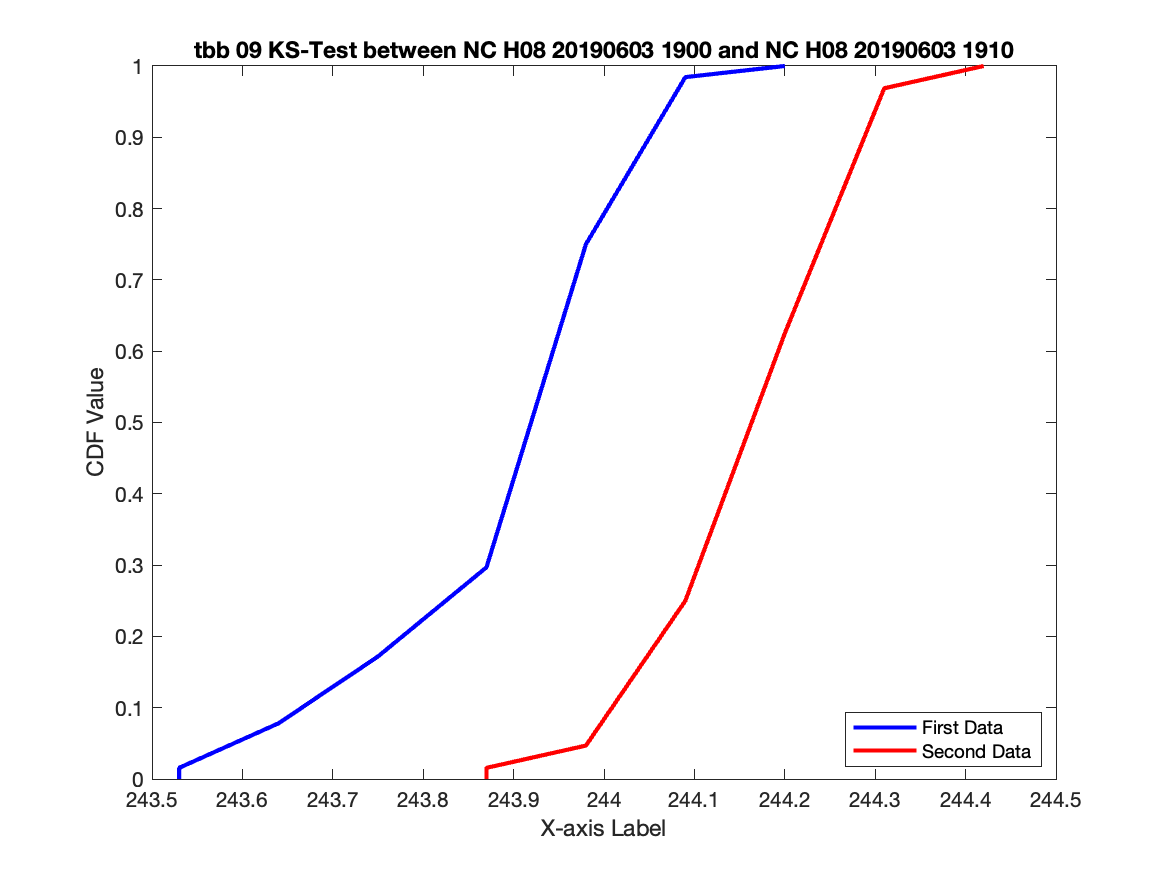 tbb 09 KS-Test between NC H08 20190603 1900 and NC H08 20190603 1910
1
0.9
0.8
0.7
0.6
0.5
0.4
0.3
0.2
0.1
0
CDF Value
First Data
Second Data
243.5 243.6 243.7 243.8 243.9 244 244.1 244.2 244.3 244.4 244.5
X-axis Label